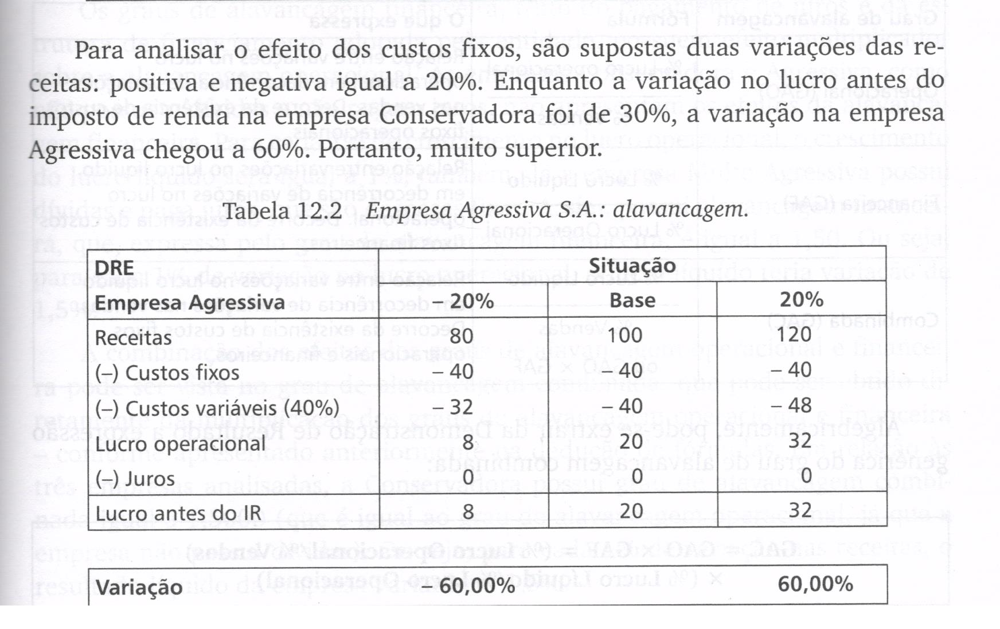 Para analisar o efeito dos custos fixos, são supostas duas variações das re-
ceitas: positiva e negativa igual a 20%. Enquanto a variação no lucro antes do
imposto de renda na empresa Conservadora foi de 30%, a variação na empresa
Agressiva chegou a 60%. Portanto, muito superior.
Tabela 12.2 Empresa Agressiva S.A.: alavancagem.
DRE Situação
Empresa Agressiva – 20% Base 20%
Receitas 80 100 120
(–) Custos fixos – 40 – 40 – 40
(–) Custos variáveis (40%) – 32 – 40 – 48
Lucro operacional 8 20 32
(–) Juros 0 0 0
Lucro antes do IR 8 20 32
Variação – 60,00% 60,00%